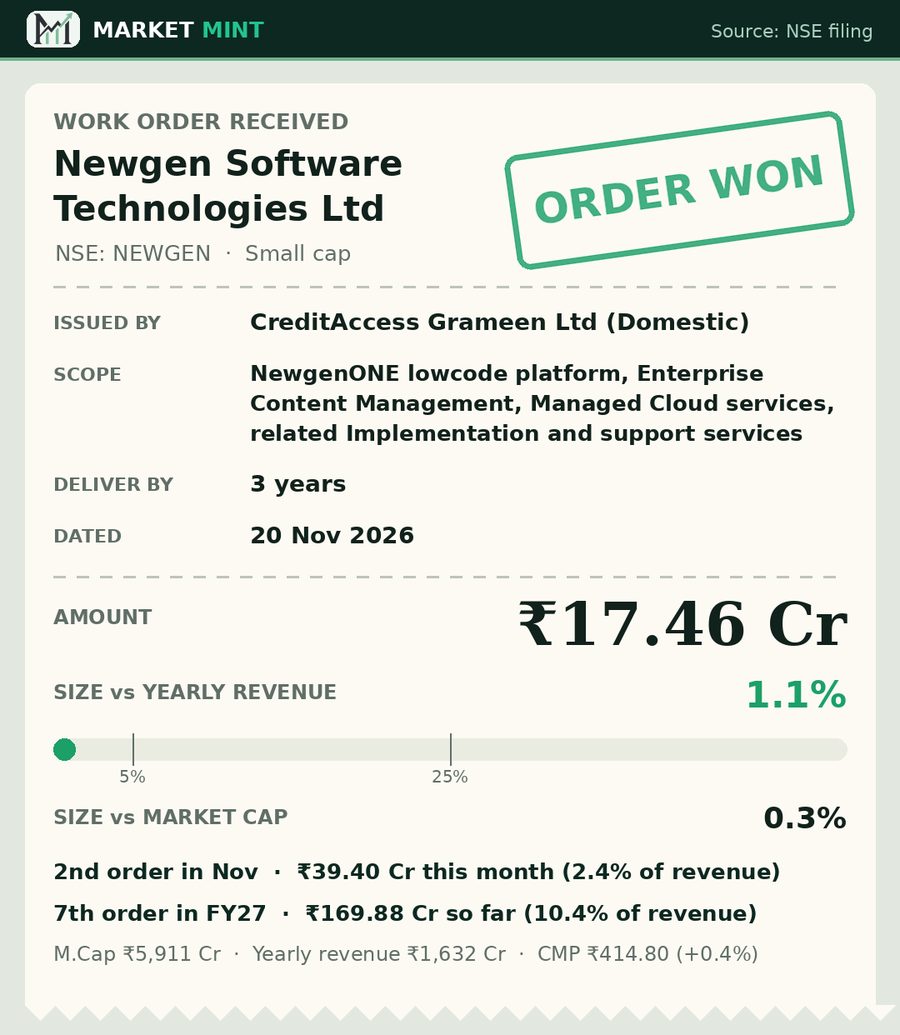 MARKET MINT
Source: NSE filing
WORK ORDER RECEIVED
Newgen Software
Technologies Ltd
ORDER WON
NSE: NEWGEN · Small cap
ISSUED BY
CreditAccess Grameen Ltd (Domestic)
SCOPE
NewgenONE lowcode platform, Enterprise
Content Management, Managed Cloud services,
related Implementation and support services
DELIVER BY
3 years
DATED
20 Nov 2026
AMOUNT
₹17.46 Cr
SIZE vs YEARLY REVENUE
1.1%
5%
25%
SIZE vs MARKET CAP
0.3%
2nd order in Nov · ₹39.40 Cr this month (2.4% of revenue)
7th order in FY27 · ₹169.88 Cr so far (10.4% of revenue)
M.Cap ₹5,911 Cr · Yearly revenue ₹1,632 Cr · CMP ₹414.80 (+0.4%)